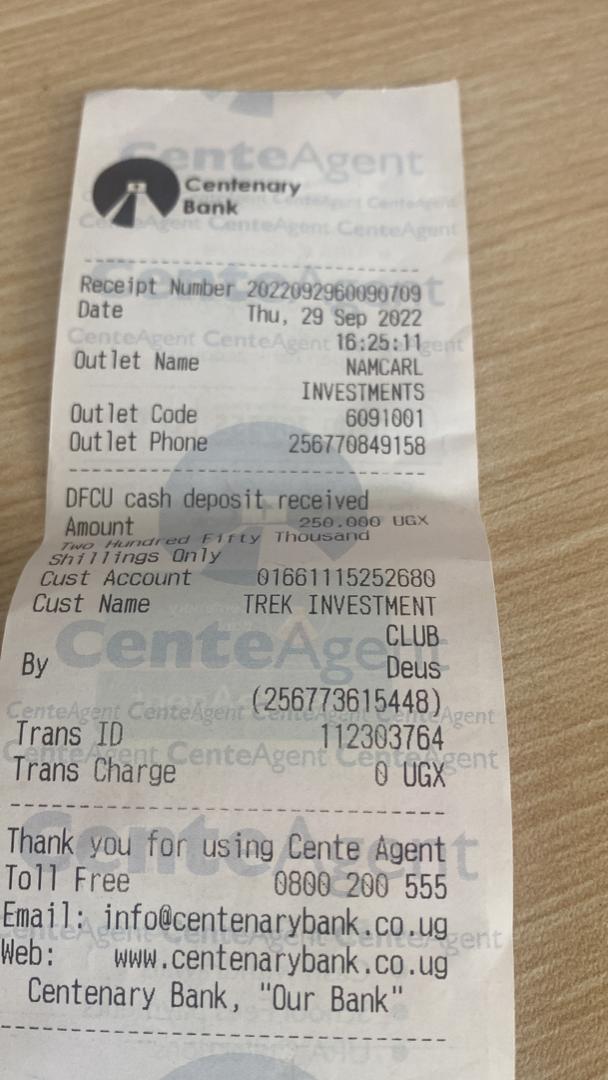 Centenary
Bank
Receipt Number 2022092960090709
Date Thu, 29 Sep 2022
16:25:11
Outlet Name NAMCARL
INVESTMENTS
Outlet Code 6091001
Outlet Phone 256770849158
DFCU cash deposit received
Amount 250.000 UGX
Two Hundred Fifty Thousand
Shillings Only
Cust Account 01661115252680
Cust Name TREK INVESTMENT
CLUB
By Deus
(256773615448)
Trans ID 112303764
Trans Charge 0 UGX
Thank you for using Cente Agent
Toll Free 0800 200 555
Email: info@centenarybank.co.ug
Web: www.centenarybank.co.ug
Centenary Bank, "Our Bank"